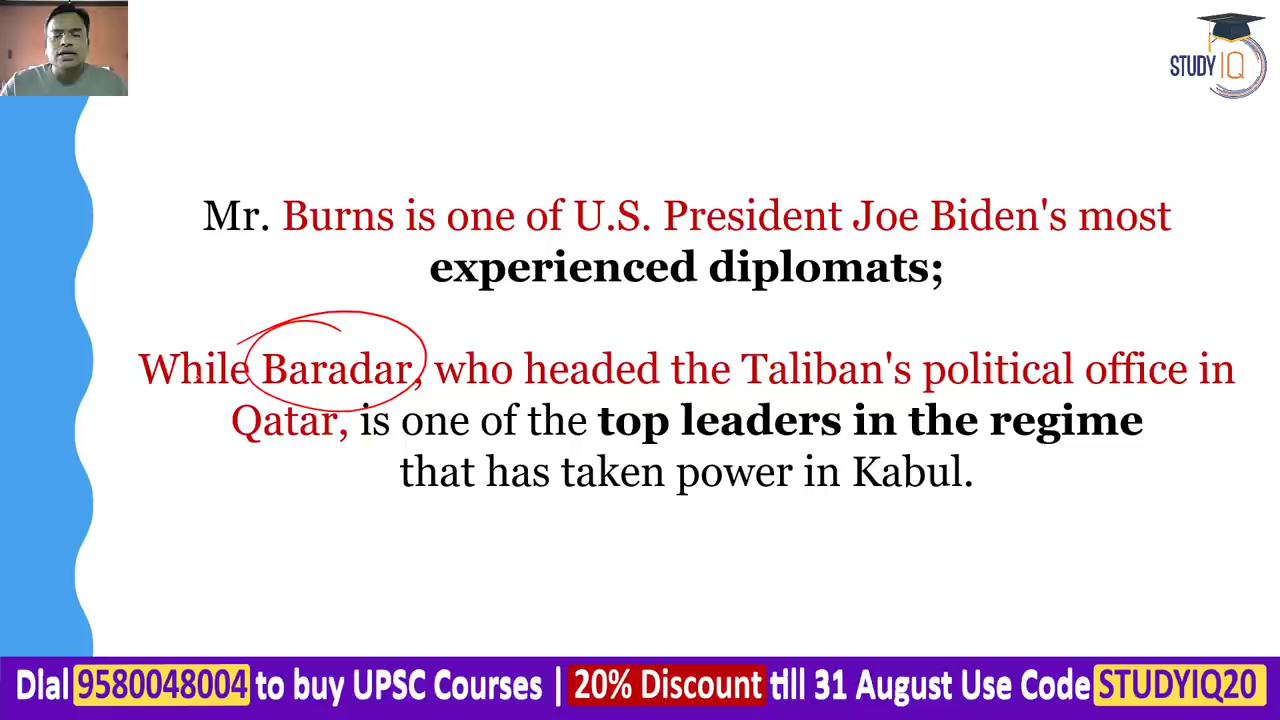 STUDY IQ
Mr. Burns is one of U.S. President Joe Biden's most
experienced diplomats;
While Baradar, who headed the Taliban's political office in
Qatar, is one of the top leaders in the regime
that has taken power in Kabul.
Dial 9580048004 to buy UPSC Courses | 20% Discount till 31 August Use Code STUDYIQ20